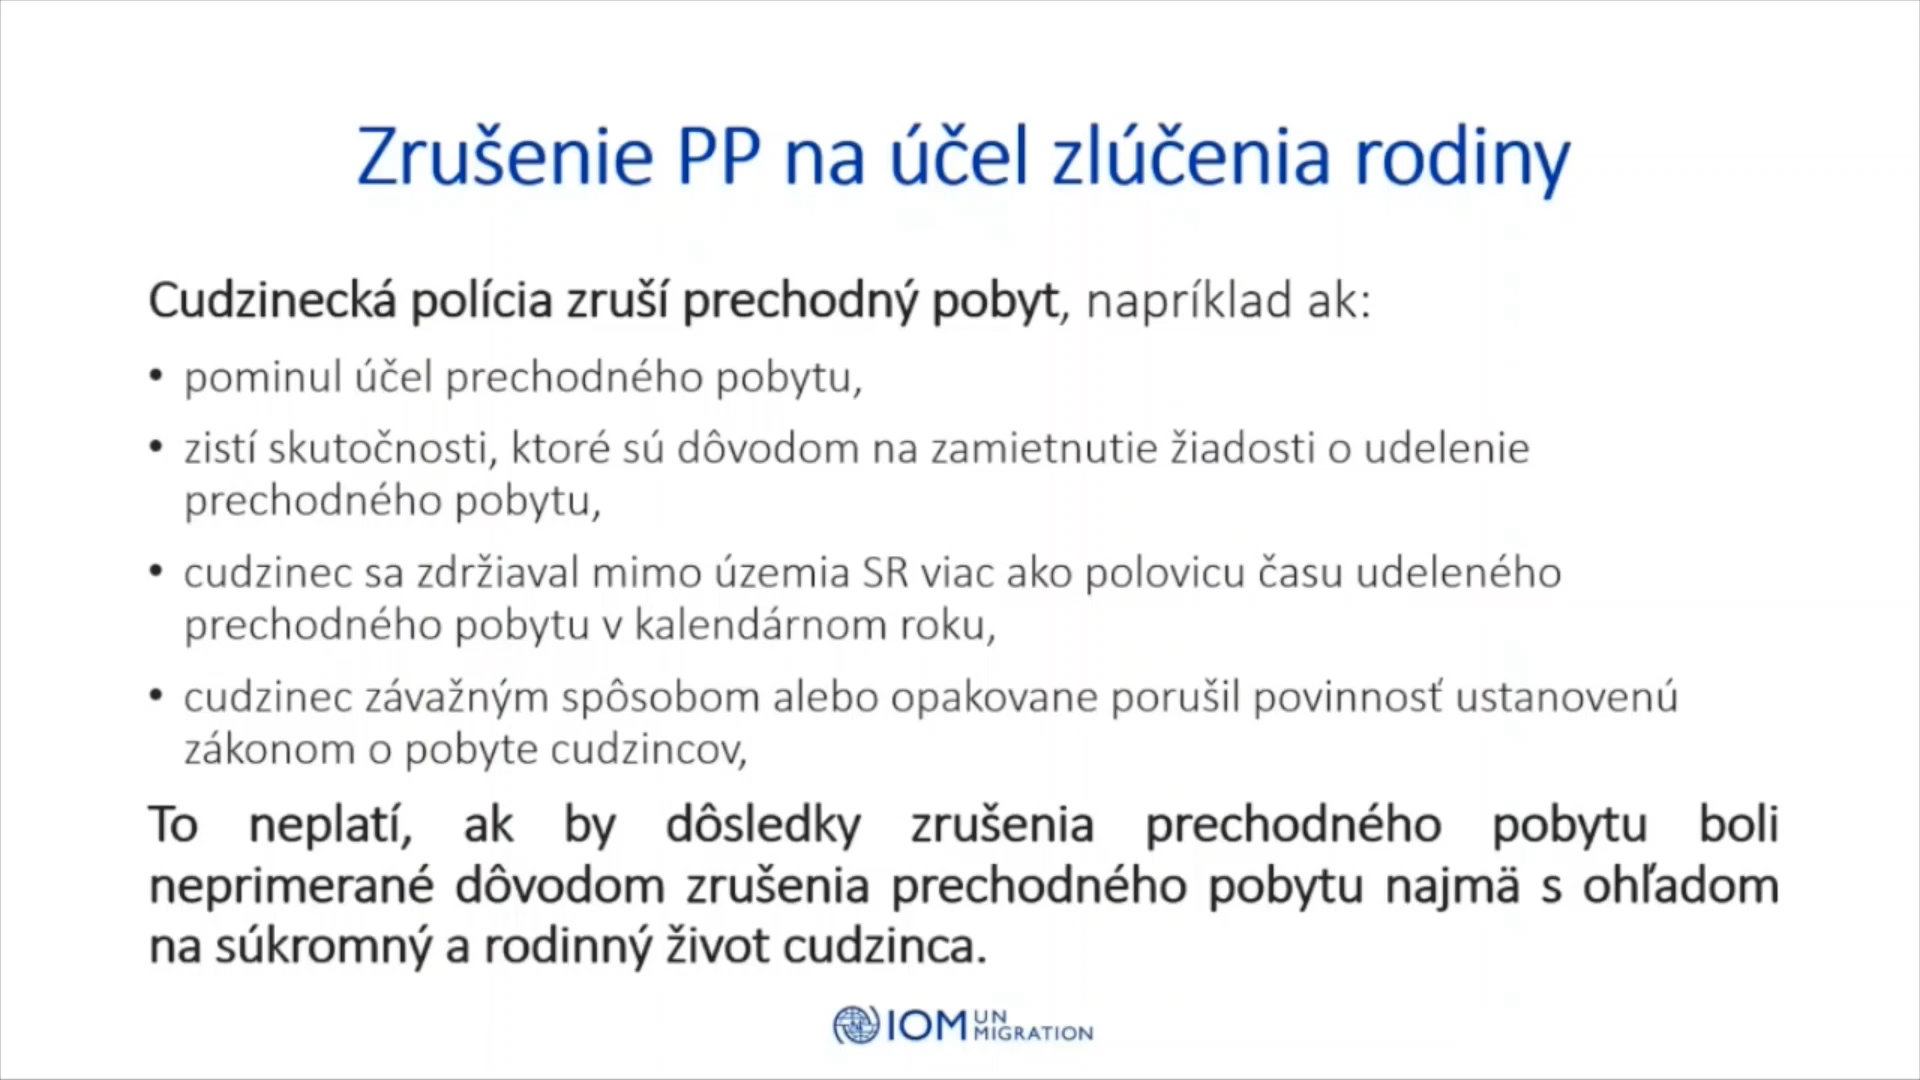 Zrušenie PP na účel zlúčenia rodiny
Cudzinecká polícia zruší prechodný pobyt, napríklad ak:
• pominul účel prechodného pobytu,
• zistí skutočnosti, ktoré sú dôvodom na zamietnutie žiadosti o udelenie
prechodného pobytu,
• cudzinec sa zdržiaval mimo územia SR viac ako polovicu času udeleného
prechodného pobytu v kalendárnom roku,
• cudzinec závažným spôsobom alebo opakovane porušil povinnosť ustanovenú
zákonom o pobyte cudzincov,
To neplatí, ak by dôsledky zrušenia prechodného pobytu boli
neprimerané dôvodom zrušenia prechodného pobytu najmä s ohľadom
na súkromný a rodinný život cudzinca.
IOM UN
MIGRATION